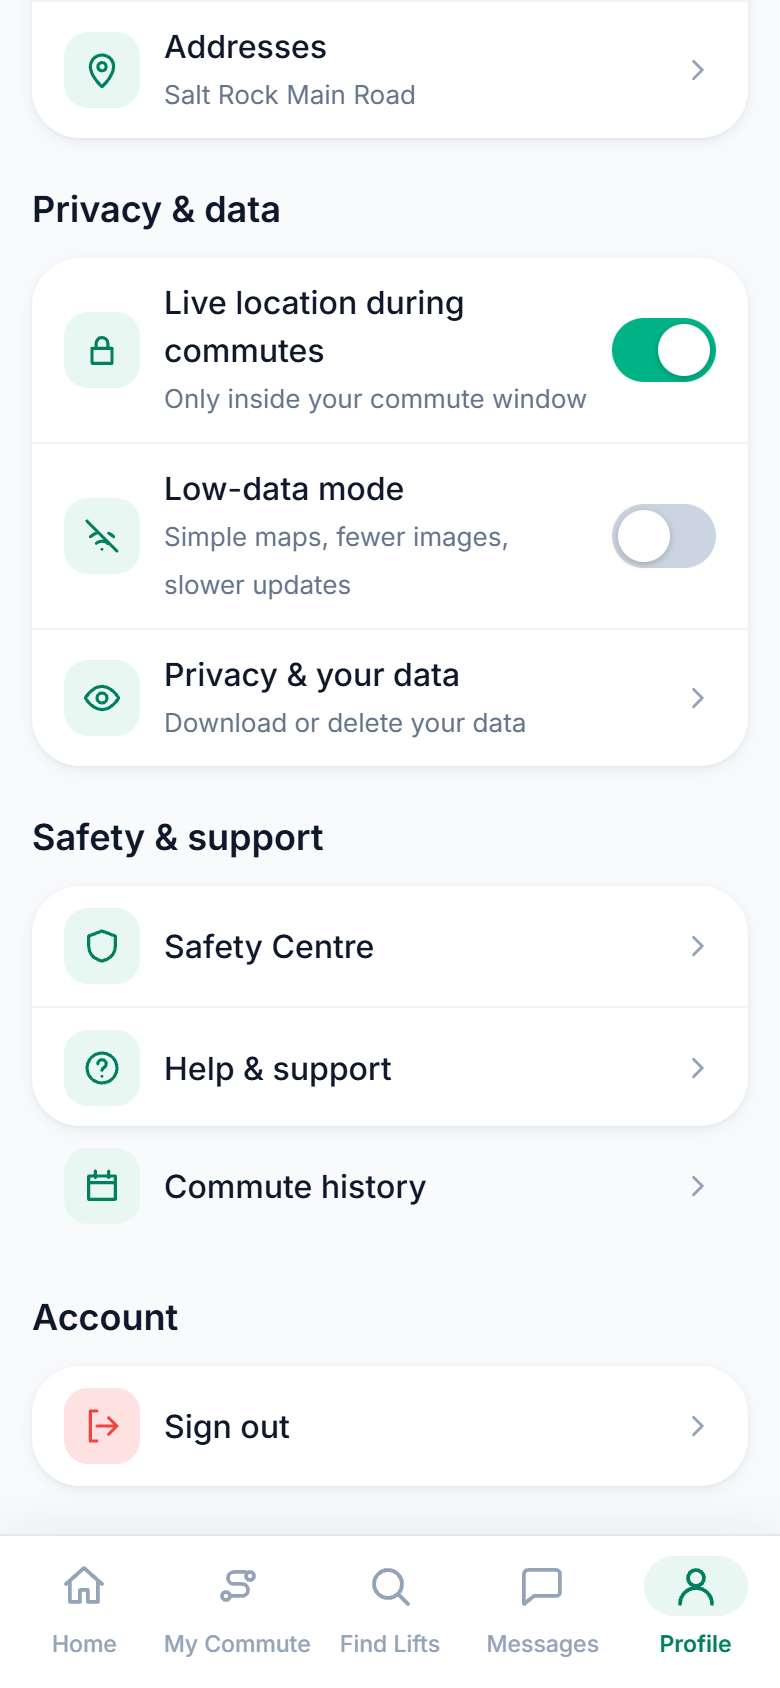 Addresses
Salt Rock Main Road
Privacy & data
Live location during
commutes
Only inside your commute window
Low-data mode
Simple maps, fewer images,
slower updates
Privacy & your data
Download or delete your data
Safety & support
Safety Centre
Help & support
Commute history
Account
Sign out
Home
My Commute
Find Lifts
Messages
Profile